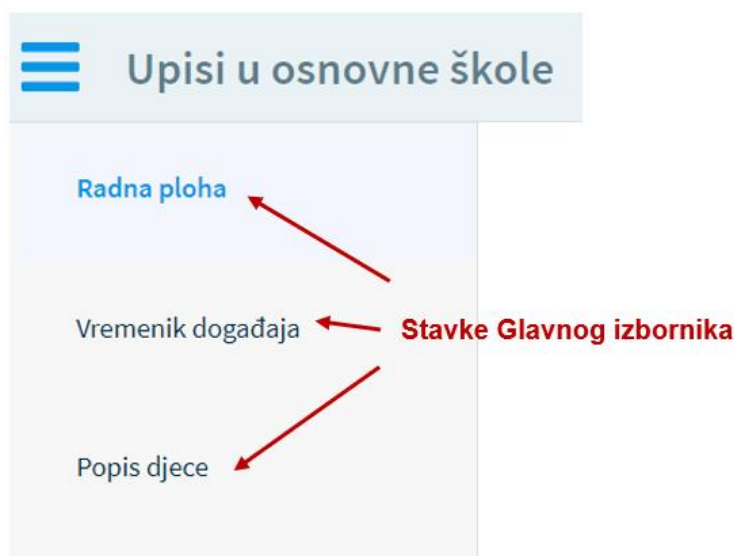 Upisi u osnovne škole
Radna ploha
Vremenik događaja
Stavke Glavnog izbornika
Popis djece